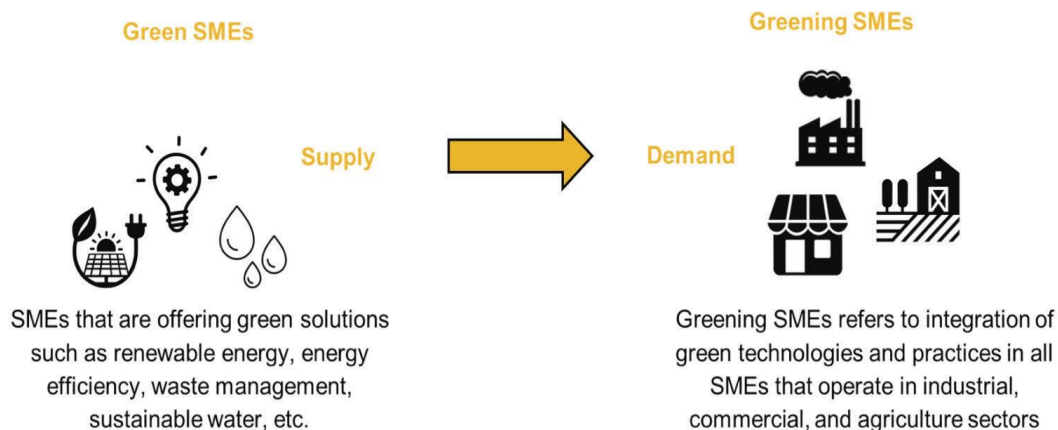 Green SMEs
Greening SMEs
Supply
Demand
SMEs that are offering green solutions
such as renewable energy, energy
efficiency, waste management,
sustainable water, etc.
Greening SMEs refers to integration of
green technologies and practices in all
SMEs that operate in industrial,
commercial, and agriculture sectors